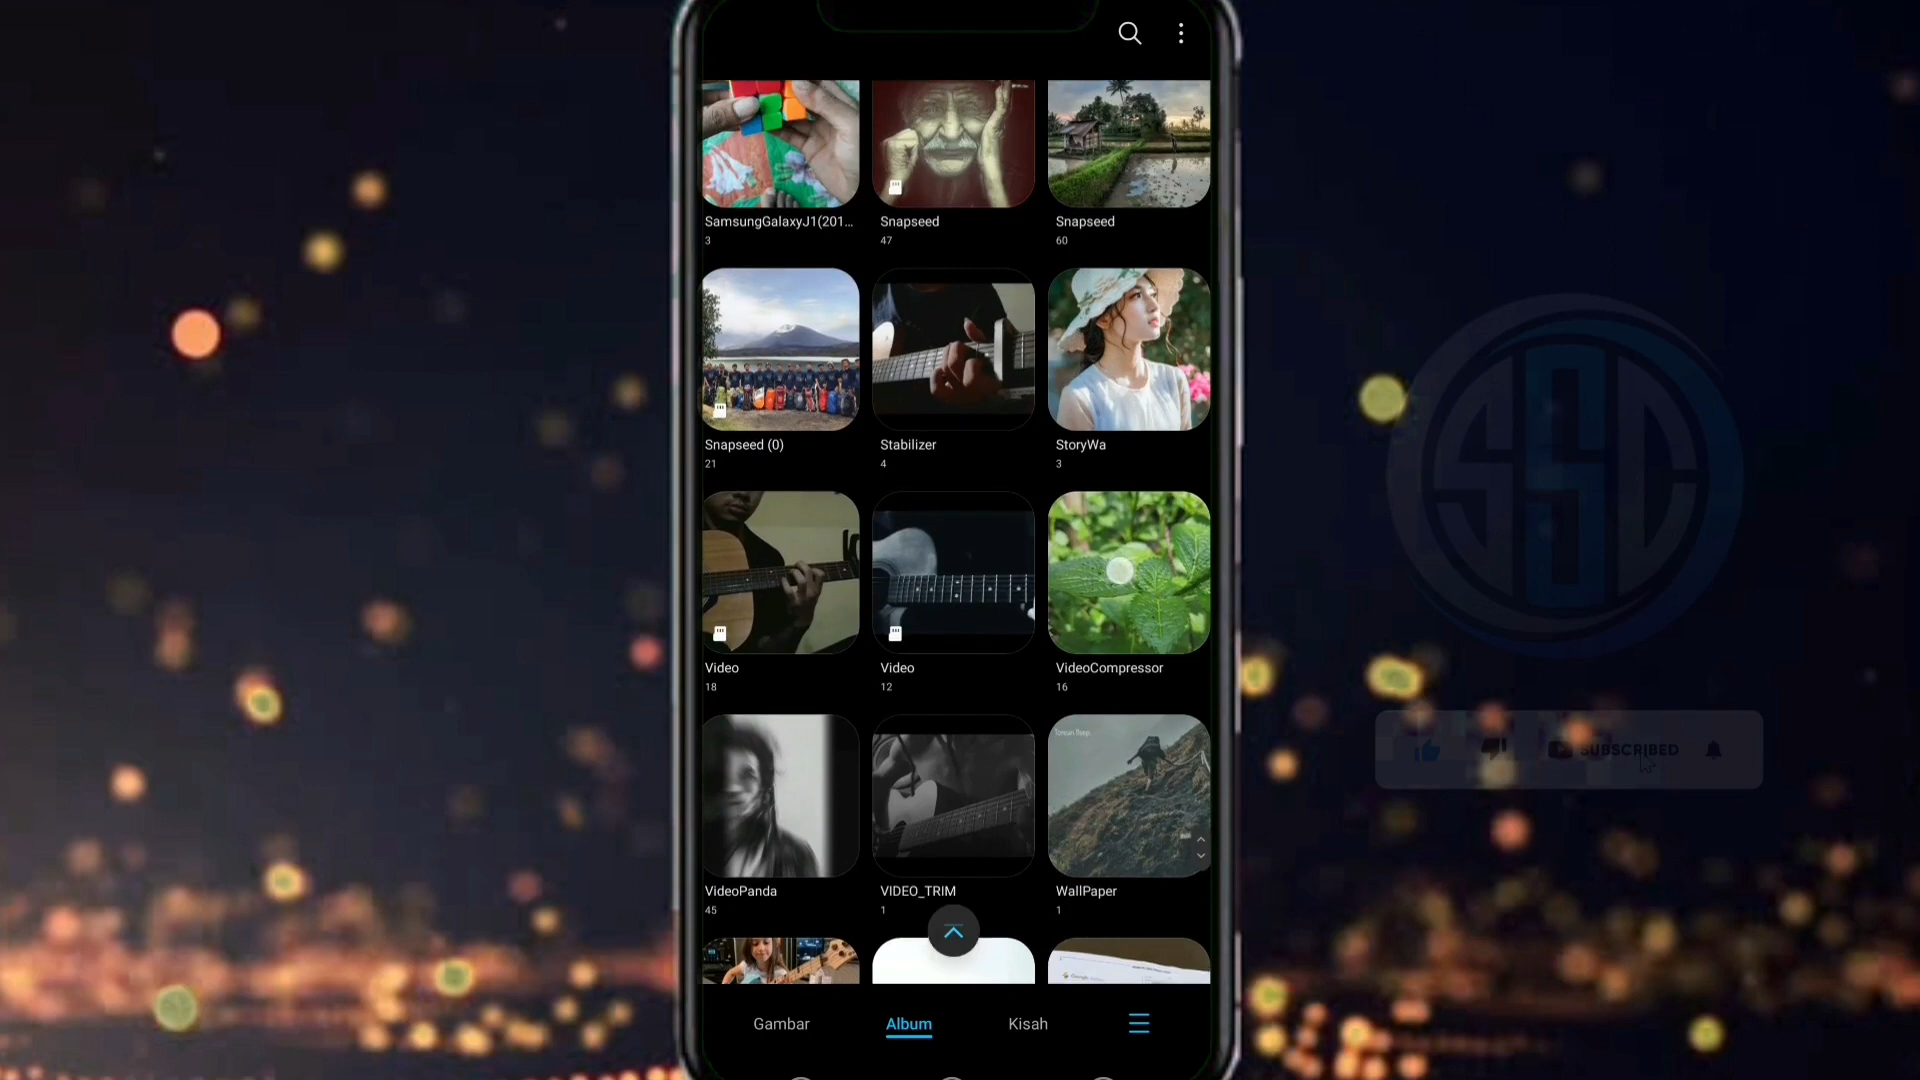 SamsungGalaxyJ1(201...
3
Snapseed
47
Snapseed
60
Snapseed (0)
21
Stabilizer
4
StoryWa
3
Video
18
Video
12
VideoCompressor
16
VideoPanda
45
VIDEO_TRIM
1
WallPaper
1
Gambar
Album
Kisah
SSC
SUBSCRIBED